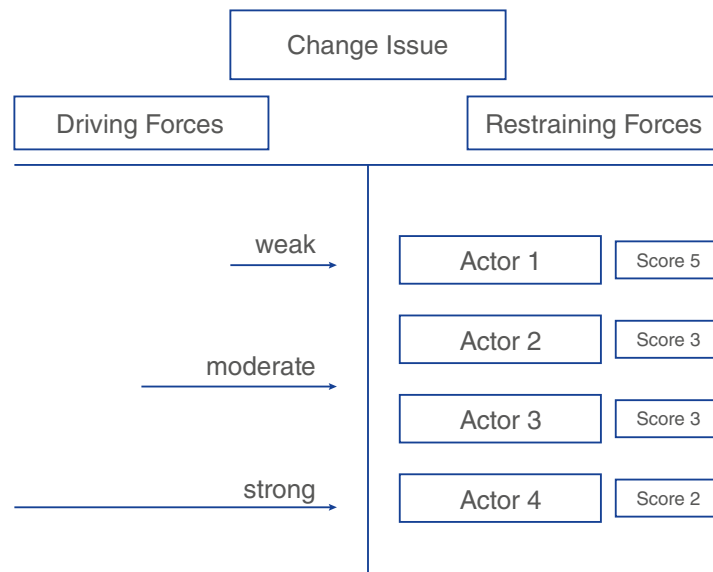 Change Issue
Driving Forces
Restraining Forces
weak
Actor 1
Score 5
Actor 2
Score 3
moderate
Actor 3
Score 3
strong
Actor 4
Score 2